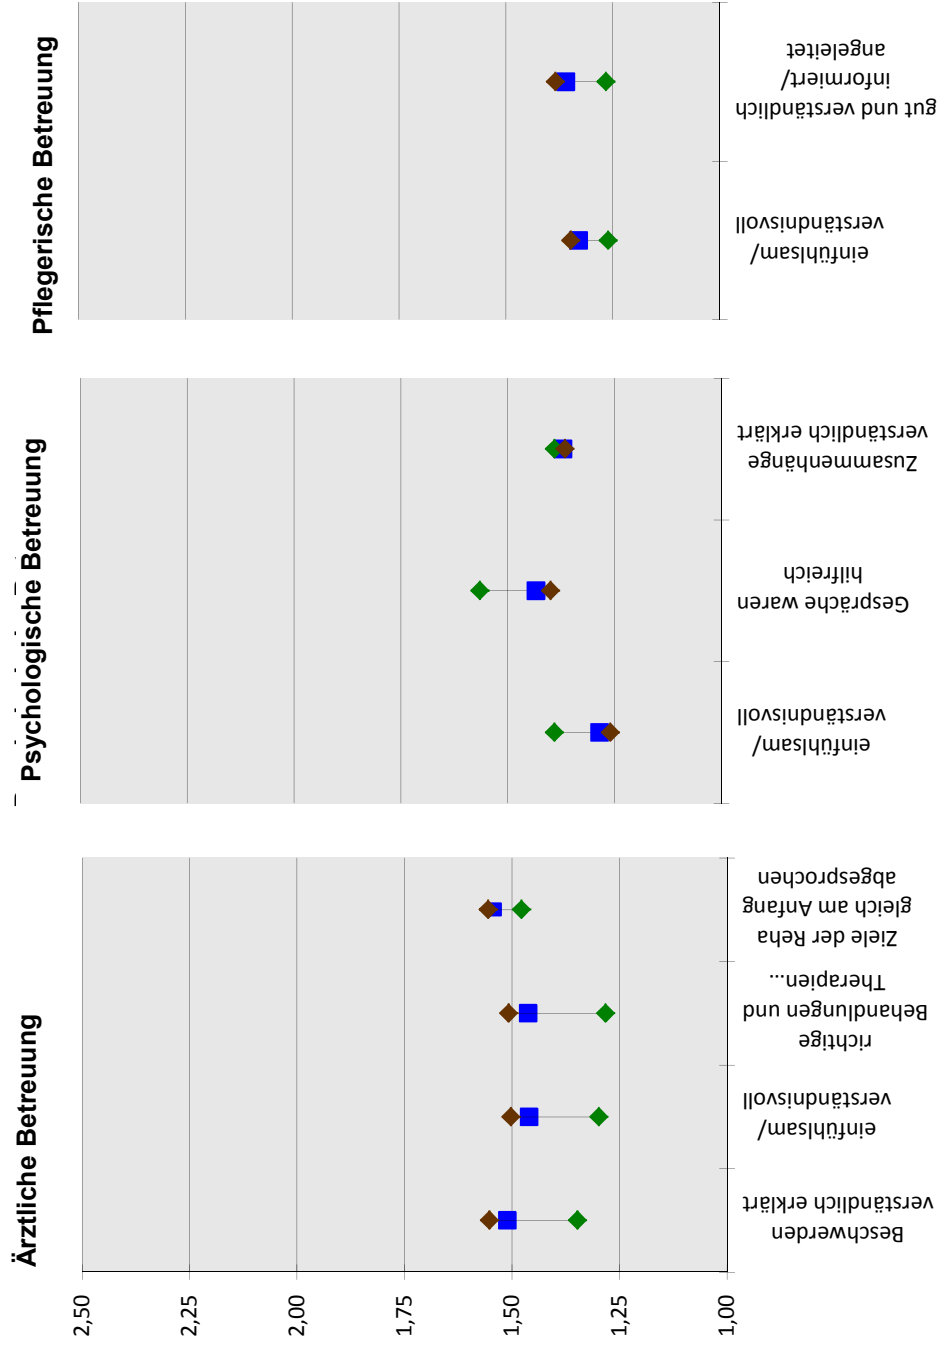 Ärztliche Betreuung
Psychologische Betreuung
Pflegerische Betreuung
2,50
2,25
2,00
1,75
1,50
1,25
1,00
Beschwerden
verständlich erklärt
einfühlsam/
verständnisvoll
richtige
Behandlungen und
Therapien...
Ziele der Reha
gleich am Anfang
abgesprochen
einfühlsam/
verständnisvoll
Gespräche waren
hilfreich
Zusammenhänge
verständlich erklärt
einfühlsam/
verständnisvoll
gut und verständlich
informiert/
angeleitet